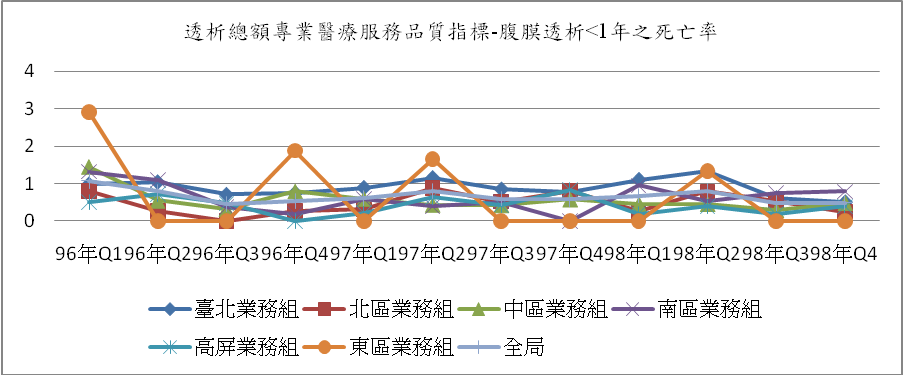 透析總額專業醫療服務品質指標-腹膜透析<1年之死亡率
4
3
2
1
0
96年Q1 96年Q2 96年Q3 96年Q4 97年Q1 97年Q2 97年Q3 97年Q4 98年Q1 98年Q2 98年Q3 98年Q4
臺北業務組 北區業務組 中區業務組 南區業務組
高屏業務組 東區業務組 全局